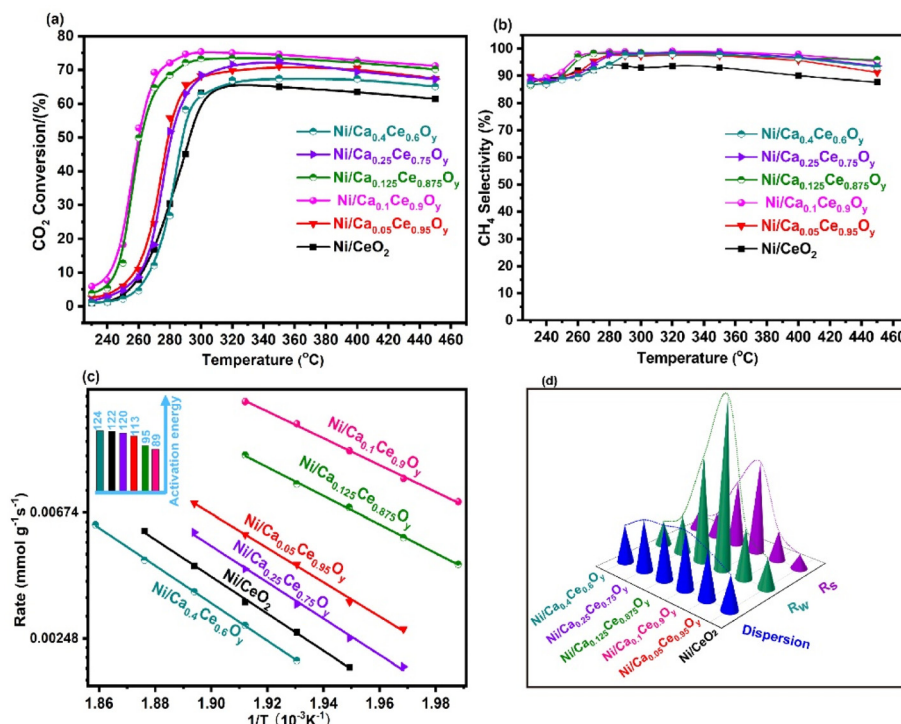 (a)
CO₂ Conversion/(%)
80
70
60
50
40
30
20
10
0
Ni/Ca₀.₄Ce₀.₆Oy
Ni/Ca₀.₂₅Ce₀.₇₅Oy
Ni/Ca₀.₁₂₅Ce₀.₈₇₅Oy
Ni/Ca₀.₁Ce₀.₉Oy
Ni/Ca₀.₀₅Ce₀.₉₅Oy
Ni/CeO₂
240 260 280 300 320 340 360 380 400 420 440 460
Temperature (°C)
(b)
CH₄ Selectivity (%)
110
100
90
80
70
60
50
40
30
20
10
0
Ni/Ca₀.₄Ce₀.₆Oy
Ni/Ca₀.₂₅Ce₀.₇₅Oy
Ni/Ca₀.₁₂₅Ce₀.₈₇₅Oy
Ni/Ca₀.₁Ce₀.₉Oy
Ni/Ca₀.₀₅Ce₀.₉₅Oy
Ni/CeO₂
240 260 280 300 320 340 360 380 400 420 440 460
Temperature (°C)
(c)
124 122 120 113 95 89
Activation energy
Rate (mmol g⁻¹s⁻¹)
0.00674
0.00248
Ni/Ca₀.₁Ce₀.₉Oy
Ni/Ca₀.₁₂₅Ce₀.₈₇₅Oy
Ni/Ca₀.₀₅Ce₀.₉₅Oy
Ni/Ca₀.₂₅Ce₀.₇₅Oy
Ni/CeO₂
Ni/Ca₀.₄Ce₀.₆Oy
1.86 1.88 1.90 1.92 1.94 1.96 1.98
1/T (10⁻³K⁻¹)
(d)
Ni/Ca₀.₄Ce₀.₆Oy
Ni/Ca₀.₂₅Ce₀.₇₅Oy
Ni/Ca₀.₁₂₅Ce₀.₈₇₅Oy
Ni/Ca₀.₁Ce₀.₉Oy
Ni/Ca₀.₀₅Ce₀.₉₅Oy
Ni/CeO₂
Dispersion
Rw
Rs